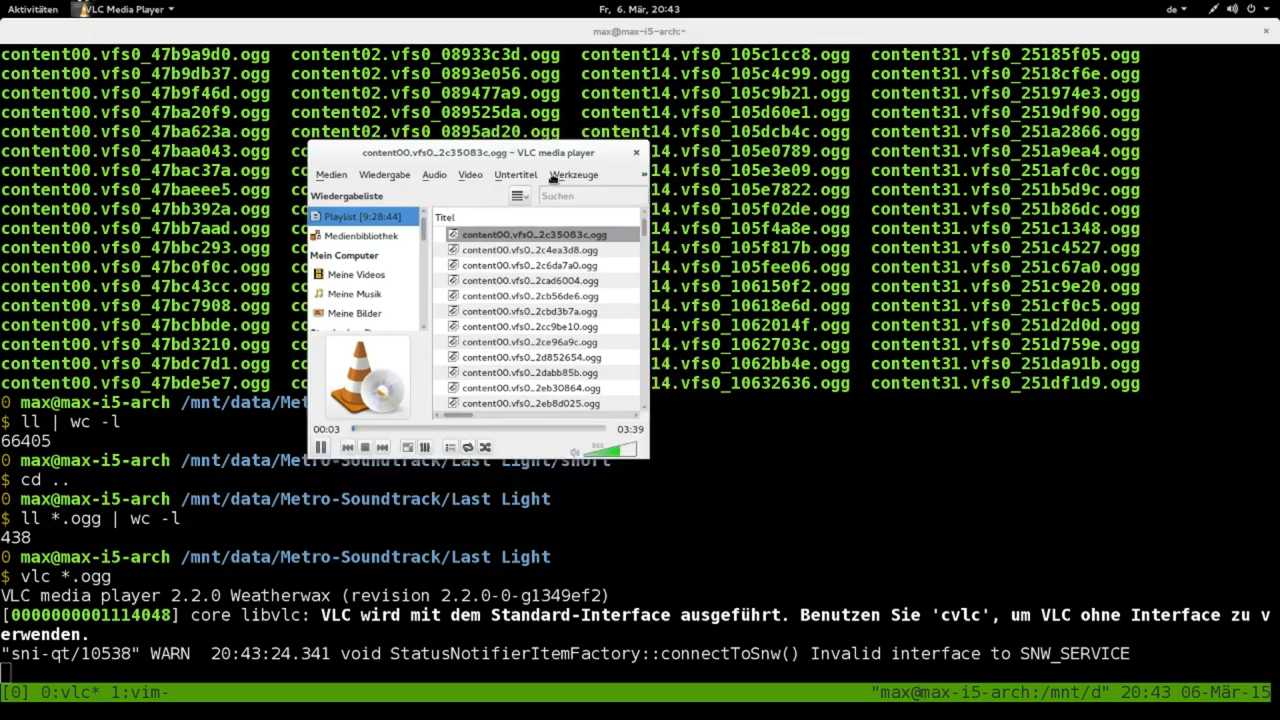 Aktivitäten VLC Media Player Fr, 6. Mär, 20:43 de
max@max-i5-arch:~
content00.vfs0_47b9a9d0.ogg content02.vfs0_08933c3d.ogg content14.vfs0_105c1cc8.ogg content31.vfs0_25185f05.ogg
content00.vfs0_47b9db37.ogg content02.vfs0_0893e056.ogg content14.vfs0_105c4c99.ogg content31.vfs0_2518cf6e.ogg
content00.vfs0_47b9f46d.ogg content02.vfs0_089477a9.ogg content14.vfs0_105c9b21.ogg content31.vfs0_251974e3.ogg
content00.vfs0_47ba20f9.ogg content02.vfs0_089525da.ogg content14.vfs0_105d60e1.ogg content31.vfs0_2519df90.ogg
content00.vfs0_47ba623a.ogg content02.vfs0_0895ad20.ogg content14.vfs0_105dcb4c.ogg content31.vfs0_251a2866.ogg
content00.vfs0_47baa043.ogg 14.vfs0_105e0789.ogg content31.vfs0_251a9ea4.ogg
content00.vfs0_47bac37a.ogg 14.vfs0_105e3e09.ogg content31.vfs0_251afc0c.ogg
content00.vfs0_47baeee5.ogg 14.vfs0_105e7822.ogg content31.vfs0_251b5d9c.ogg
content00.vfs0_47bb392a.ogg 14.vfs0_105f02de.ogg content31.vfs0_251b86dc.ogg
content00.vfs0_47bb7aad.ogg 14.vfs0_105f4a8e.ogg content31.vfs0_251c1348.ogg
content00.vfs0_47bbc293.ogg 14.vfs0_105f817b.ogg content31.vfs0_251c4527.ogg
content00.vfs0_47bc0f0c.ogg 14.vfs0_105fee06.ogg content31.vfs0_251c67a0.ogg
content00.vfs0_47bc43cc.ogg 14.vfs0_106150f2.ogg content31.vfs0_251c9e20.ogg
content00.vfs0_47bc7908.ogg 14.vfs0_10618e6d.ogg content31.vfs0_251cf0c5.ogg
content00.vfs0_47bcbbde.ogg 14.vfs0_1062014f.ogg content31.vfs0_251d2d0d.ogg
content00.vfs0_47bd3210.ogg 14.vfs0_1062703c.ogg content31.vfs0_251d759e.ogg
content00.vfs0_47bdc7d1.ogg 14.vfs0_1062bb4e.ogg content31.vfs0_251da91b.ogg
content00.vfs0_47bde5e7.ogg 14.vfs0_10632636.ogg content31.vfs0_251df1d9.ogg
content00.vfs0_2c35083c.ogg - VLC media player
Medien Wiedergabe Audio Video Untertitel Werkzeuge »
Wiedergabeliste Suchen
Playlist [9:28:44]
Medienbibliothek
Mein Computer
Meine Videos
Meine Musik
Meine Bilder
Titel
content00.vfs0_2c35083c.ogg
content00.vfs0_2c4ea3d8.ogg
content00.vfs0_2c6da7a0.ogg
content00.vfs0_2cad6004.ogg
content00.vfs0_2cb56de6.ogg
content00.vfs0_2cbd3b7a.ogg
content00.vfs0_2cc9be10.ogg
content00.vfs0_2ce96a9c.ogg
content00.vfs0_2d852654.ogg
content00.vfs0_2dabb85b.ogg
content00.vfs0_2eb30864.ogg
content00.vfs0_2eb8d025.ogg
00:03 03:39
0 max@max-i5-arch /mnt/data/Met
$ ll | wc -l
66405
0 max@max-i5-arch /mnt/data/Metro-Soundtrack/Last Light/short
$ cd ..
0 max@max-i5-arch /mnt/data/Metro-Soundtrack/Last Light
$ ll *.ogg | wc -l
438
0 max@max-i5-arch /mnt/data/Metro-Soundtrack/Last Light
$ vlc *.ogg
VLC media player 2.2.0 Weatherwax (revision 2.2.0-0-g1349ef2)
[0000000001114048] core libvlc: VLC wird mit dem Standard-Interface ausgeführt. Benutzen Sie 'cvlc', um VLC ohne Interface zu v
erwenden.
"sni-qt/10538" WARN 20:43:24.341 void StatusNotifierItemFactory::connectToSnw() Invalid interface to SNW_SERVICE
[0] 0:vlc* 1:vim- "max@max-i5-arch:/mnt/d" 20:43 06-Mär-15